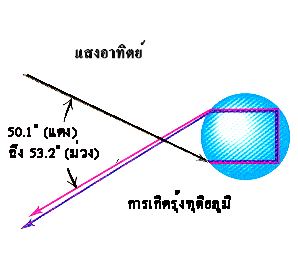 แสงอาทิตย์
50.1° (แดง)
ถึง 53.2° (ม่วง)
การเกิดรุ้งทุติยภูมิ